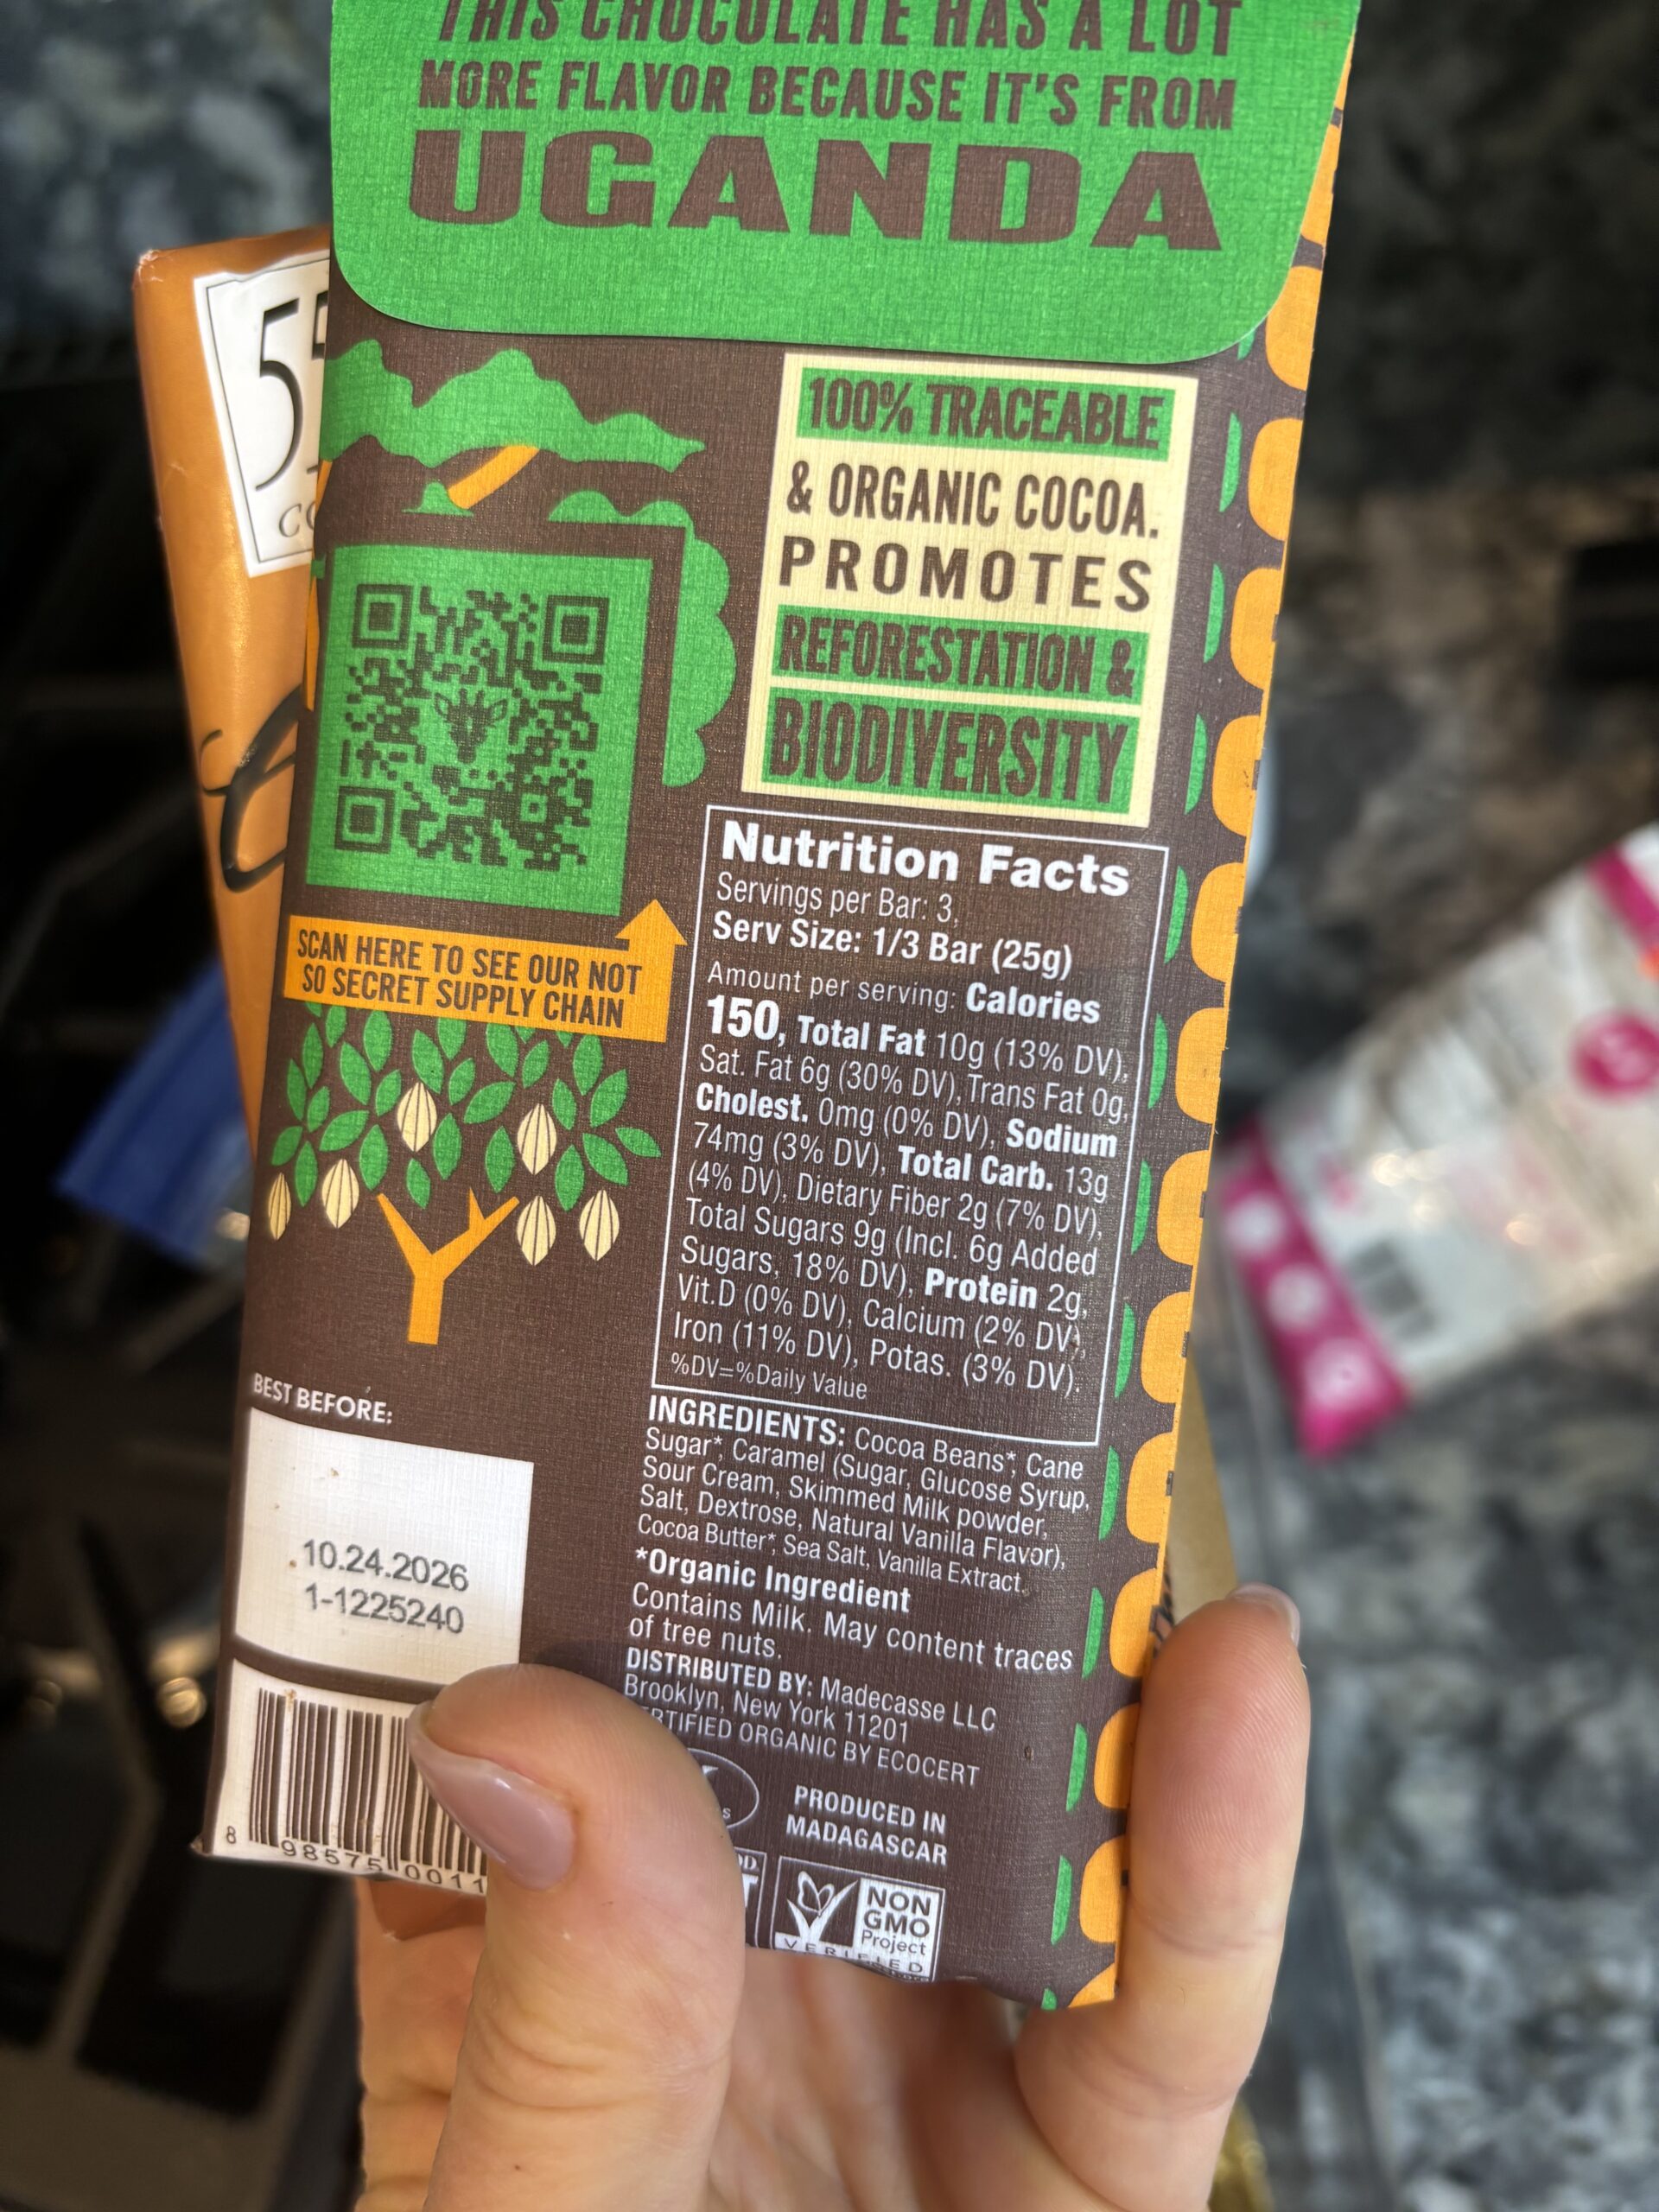 THIS CHOCOLATE HAS A LOT
MORE FLAVOR BECAUSE IT'S FROM
UGANDA
100% TRACEABLE
& ORGANIC COCOA.
PROMOTES
REFORESTATION &
BIODIVERSITY
SCAN HERE TO SEE OUR NOT
SO SECRET SUPPLY CHAIN
Nutrition Facts
Servings per Bar: 3,
Serv Size: 1/3 Bar (25g)
Amount per serving: Calories
150, Total Fat 10g (13% DV),
Sat. Fat 6g (30% DV), Trans Fat 0g,
Cholest. 0mg (0% DV), Sodium
74mg (3% DV), Total Carb. 13g
(4% DV), Dietary Fiber 2g (7% DV),
Total Sugars 9g (Incl. 6g Added
Sugars, 18% DV), Protein 2g,
Vit.D (0% DV), Calcium (2% DV),
Iron (11% DV), Potas. (3% DV).
%DV=%Daily Value
INGREDIENTS: Cocoa Beans*, Cane
Sugar*, Caramel (Sugar, Glucose Syrup,
Sour Cream, Skimmed Milk powder,
Salt, Dextrose, Natural Vanilla Flavor),
Cocoa Butter*, Sea Salt, Vanilla Extract.
*Organic Ingredient
Contains Milk. May content traces
of tree nuts.
DISTRIBUTED BY: Madecasse LLC
Brooklyn, New York 11201
RTIFIED ORGANIC BY ECOCERT
PRODUCED IN
MADAGASCAR
NON
GMO
Project
VERIFIED
BEST BEFORE:
10.24.2026
1-1225240
8 98575 0011